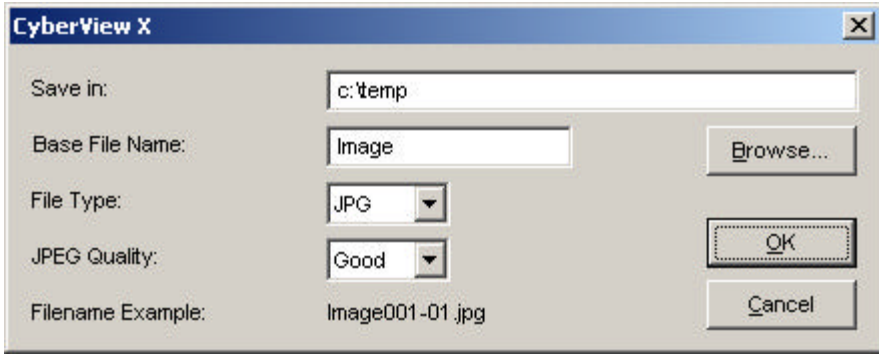 CyberView X
Save in: c:\temp
Base File Name: Image
Browse...
File Type: JPG
JPEG Quality: Good
OK
Filename Example: Image001-01.jpg
Cancel